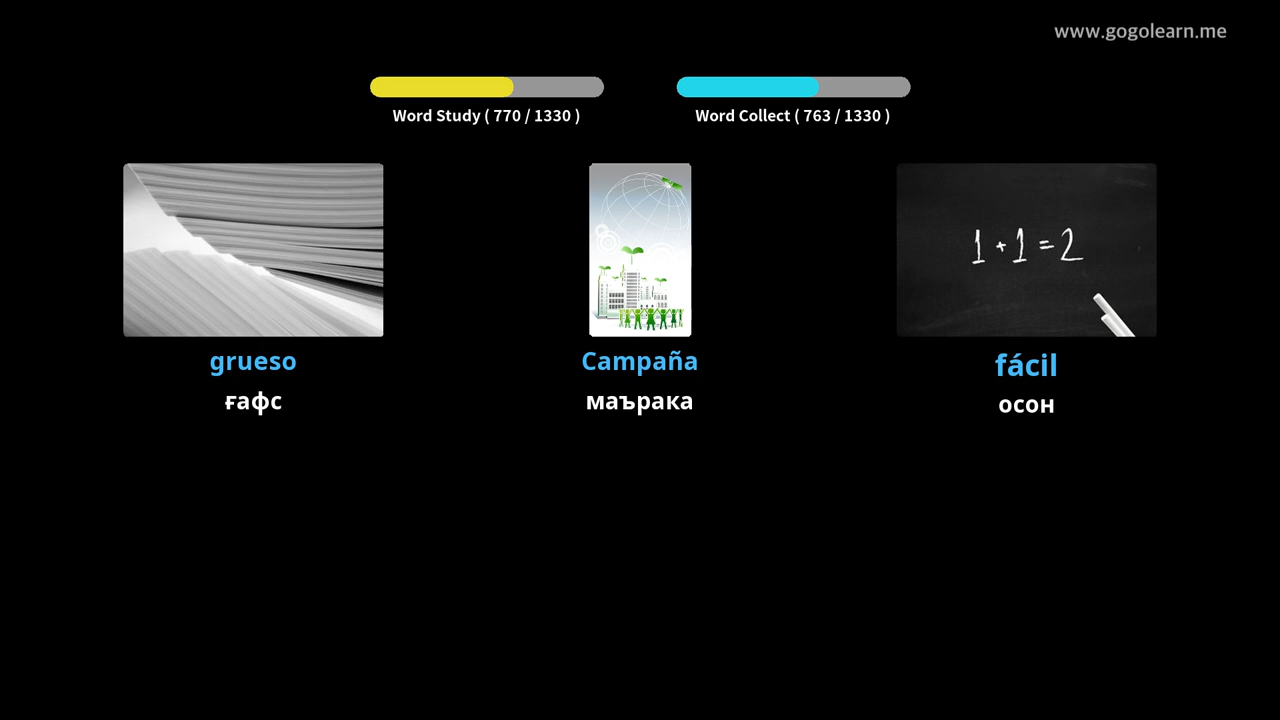 www.gogolearn.me
Word Study ( 770 / 1330 )
Word Collect ( 763 / 1330 )
1 + 1 = 2
grueso
ғафс
Campaña
маърака
fácil
осон